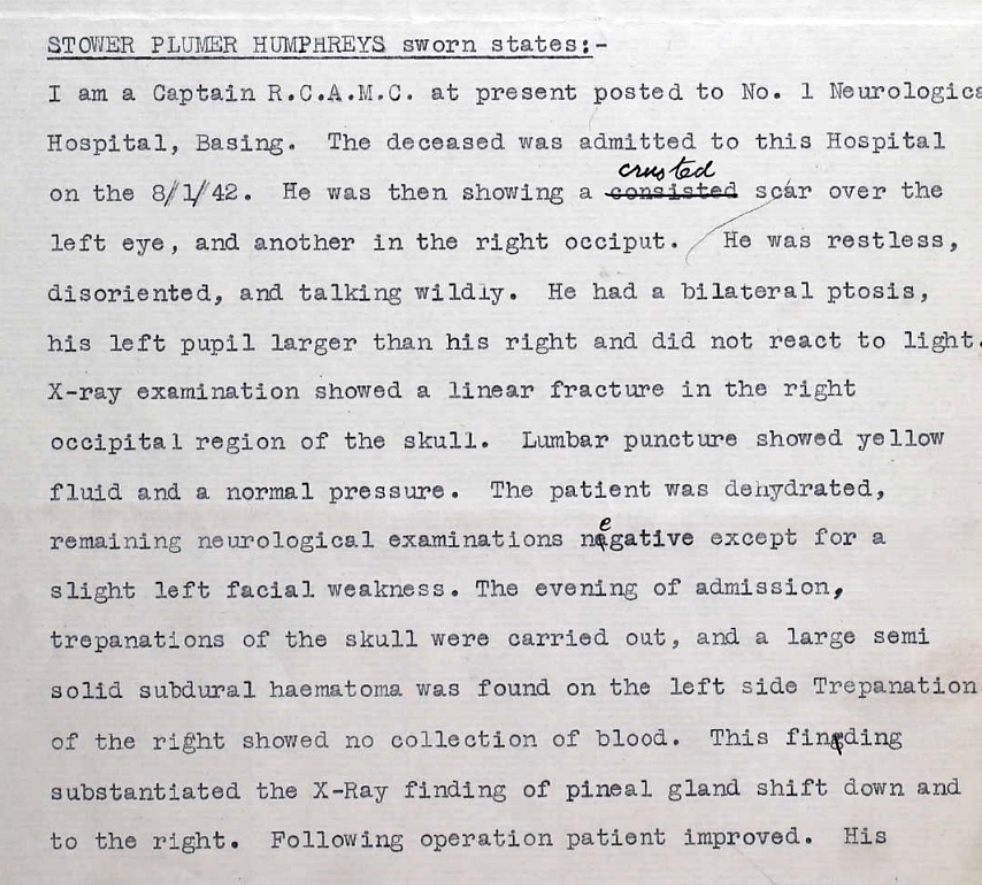 STOWER PLUMER HUMPHREYS sworn states:-
I am a Captain R.C.A.M.C. at present posted to No. 1 Neurologica
Hospital, Basing. The deceased was admitted to this Hospital
on the 8/1/42. He was then showing a crusted consisted scar over the
left eye, and another in the right occiput. He was restless,
disoriented, and talking wildly. He had a bilateral ptosis,
his left pupil larger than his right and did not react to light.
X-ray examination showed a linear fracture in the right
occipital region of the skull. Lumbar puncture showed yellow
fluid and a normal pressure. The patient was dehydrated,
remaining neurological examinations negative except for a
slight left facial weakness. The evening of admission,
trepanations of the skull were carried out, and a large semi
solid subdural haematoma was found on the left side Trepanation
of the right showed no collection of blood. This finding
substantiated the X-Ray finding of pineal gland shift down and
to the right. Following operation patient improved. His